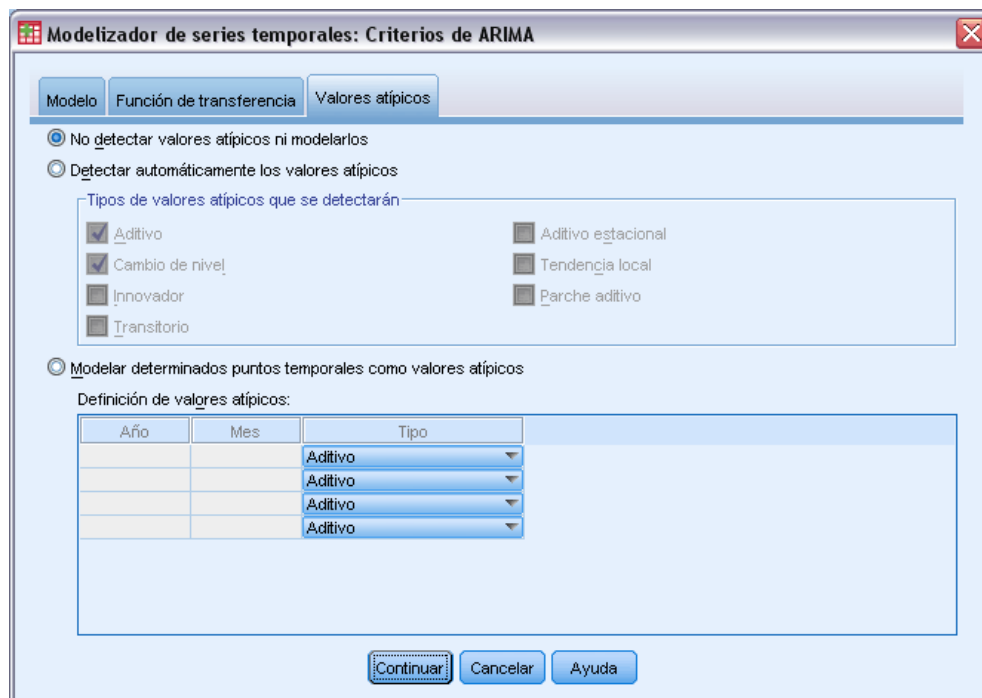 Modelizador de series temporales: Criterios de ARIMA
Modelo Función de transferencia Valores atípicos
No detectar valores atípicos ni modelarlos
Detectar automáticamente los valores atípicos
Tipos de valores atípicos que se detectarán
Aditivo Aditivo estacional
Cambio de nivel Tendencia local
Innovador Parche aditivo
Transitorio
Modelar determinados puntos temporales como valores atípicos
Definición de valores atípicos:
Año Mes Tipo
Aditivo
Aditivo
Aditivo
Aditivo
Continuar Cancelar Ayuda